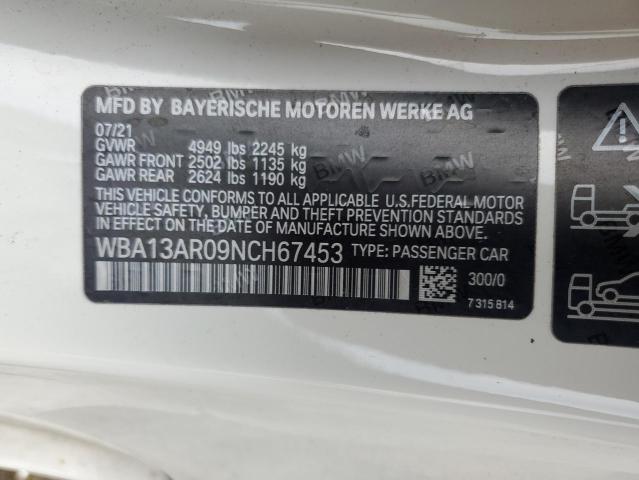 MFD BY BAYERISCHE MOTOREN WERKE AG
07/21
GVWR 4949 lbs 2245 kg
GAWR FRONT 2502 lbs 1135 kg
GAWR REAR 2624 lbs 1190 kg
THIS VEHICLE CONFORMS TO ALL APPLICABLE U.S.FEDERAL MOTOR
VEHICLE SAFETY, BUMPER AND THEFT PREVENTION STANDARDS
IN EFFECT ON THE DATE OF MANUFACTURE SHOWN ABOVE.
WBA13AR09NCH67453 TYPE: PASSENGER CAR
300/0
7 315 814